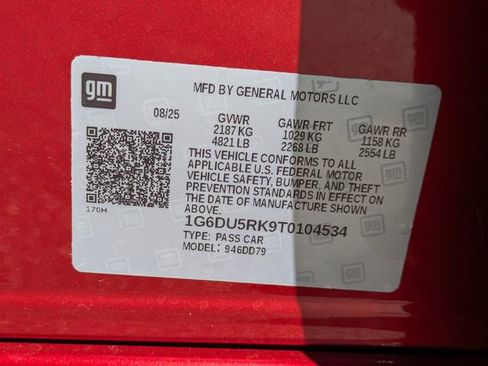 gm
MFD BY GENERAL MOTORS LLC
08/25 GVWR GAWR FRT GAWR RR
2187 KG 1029 KG 1158 KG
4821 LB 2268 LB 2554 LB
THIS VEHICLE CONFORMS TO ALL
APPLICABLE U.S. FEDERAL MOTOR
VEHICLE SAFETY, BUMPER, AND THEFT
PREVENTION STANDARDS IN EFFECT ON
THE DATE OF MANUFACTURE SHOWN
ABOVE.
170H
1G6DU5RK9T0104534
TYPE: PASS CAR
MODEL: 946DD79